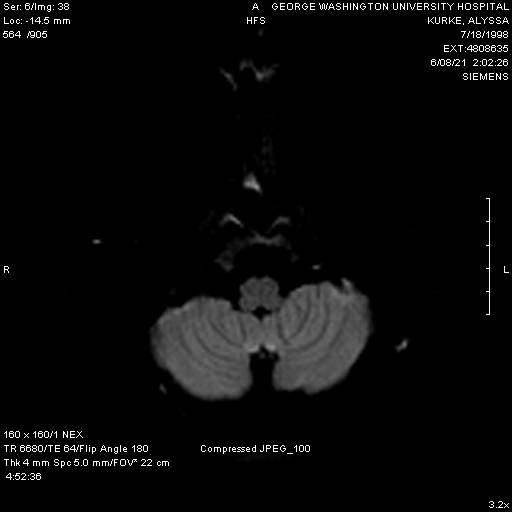 Ser: 6/Img: 38
Loc: -14.5 mm
564 /905
A
HFS
GEORGE WASHINGTON UNIVERSITY HOSPITAL
KURKE, ALYSSA
7/18/1998
EXT:4808635
6/08/21 2:02:26
SIEMENS
R
L
160 x 160/1 NEX
TR 6680/TE 64/Flip Angle 180
Thk 4 mm Spc 5.0 mm/FOV* 22 cm
4:52:36
Compressed JPEG_100
3.2x